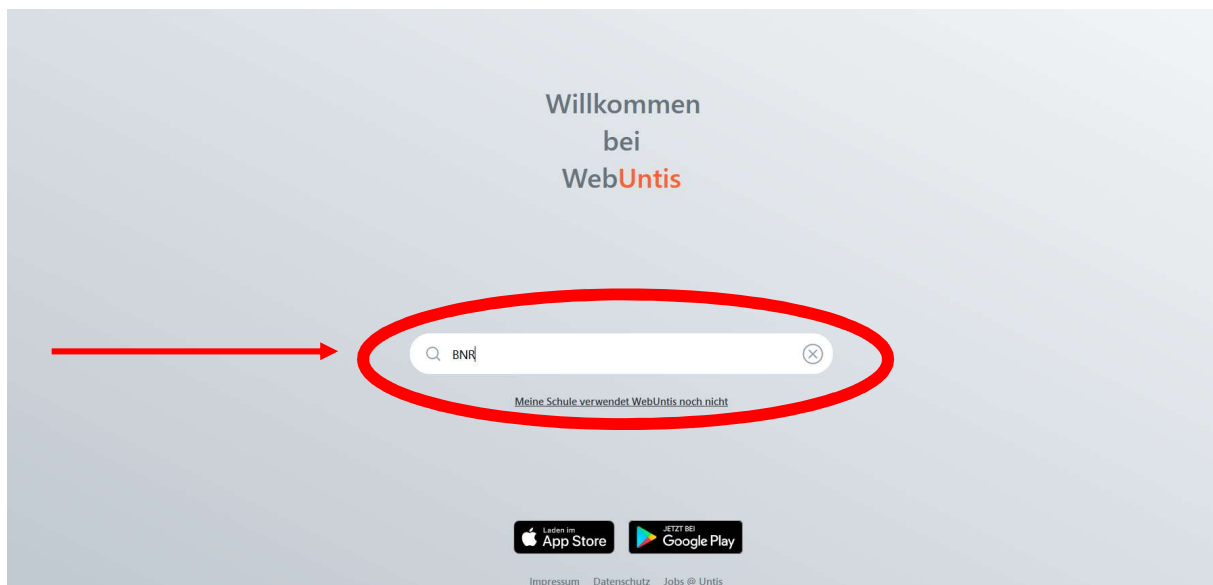 Willkommen
bei
WebUntis
BNR
Meine Schule verwendet WebUntis noch nicht
Laden im
App Store
JETZT BEI
Google Play
Impressum Datenschutz Jobs @ Untis